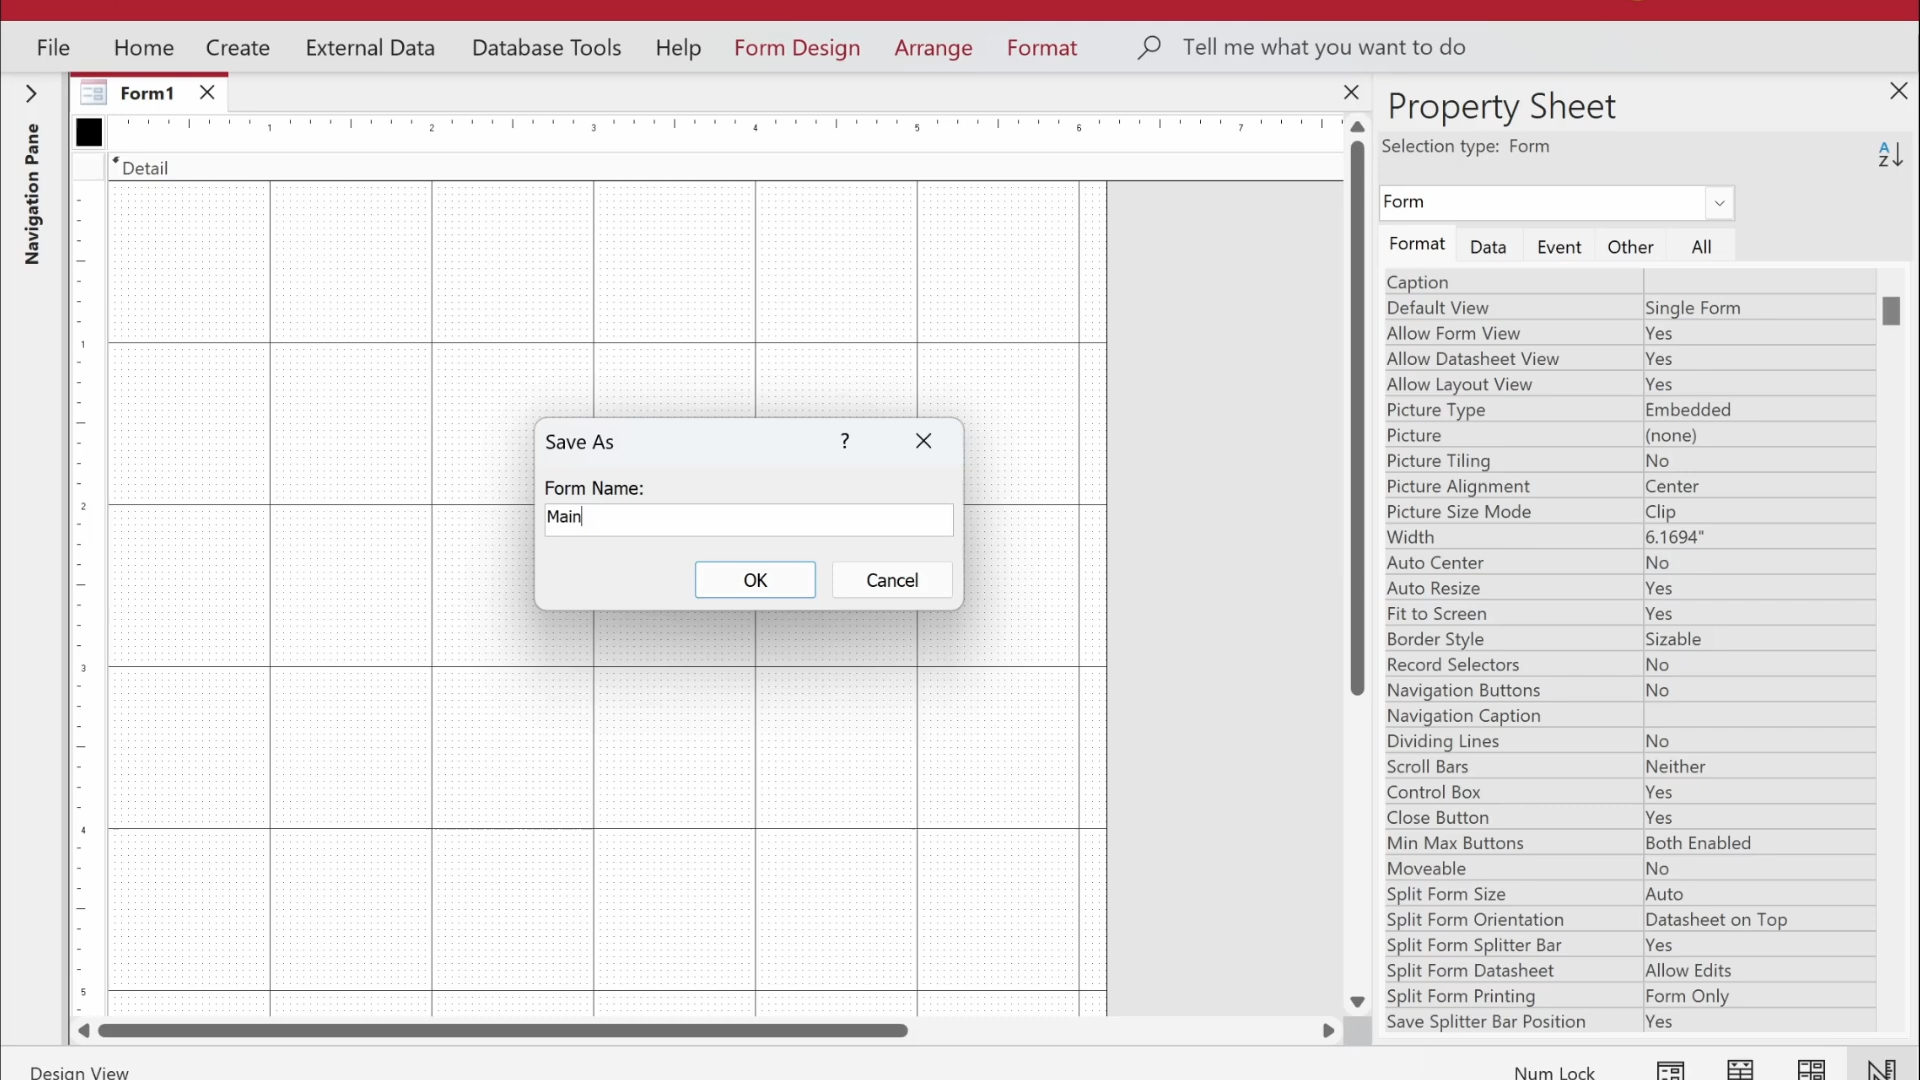 File Home Create External Data Database Tools Help Form Design Arrange Format Tell me what you want to do
Navigation Pane
Form1
1 2 3 4 5 6 7
Detail
1
2
3
4
5
Save As ?
Form Name:
Main
OK Cancel
Property Sheet
Selection type: Form
AZ
Form
Format Data Event Other All
Caption
Default View Single Form
Allow Form View Yes
Allow Datasheet View Yes
Allow Layout View Yes
Picture Type Embedded
Picture (none)
Picture Tiling No
Picture Alignment Center
Picture Size Mode Clip
Width 6.1694"
Auto Center No
Auto Resize Yes
Fit to Screen Yes
Border Style Sizable
Record Selectors No
Navigation Buttons No
Navigation Caption
Dividing Lines No
Scroll Bars Neither
Control Box Yes
Close Button Yes
Min Max Buttons Both Enabled
Moveable No
Split Form Size Auto
Split Form Orientation Datasheet on Top
Split Form Splitter Bar Yes
Split Form Datasheet Allow Edits
Split Form Printing Form Only
Save Splitter Bar Position Yes
Design View Num Lock